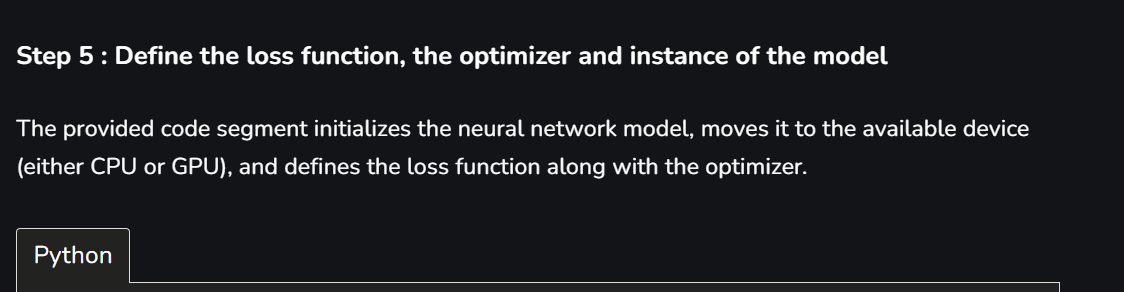 Step 5 : Define the loss function, the optimizer and instance of the model
The provided code segment initializes the neural network model, moves it to the available device
(either CPU or GPU), and defines the loss function along with the optimizer.
Python